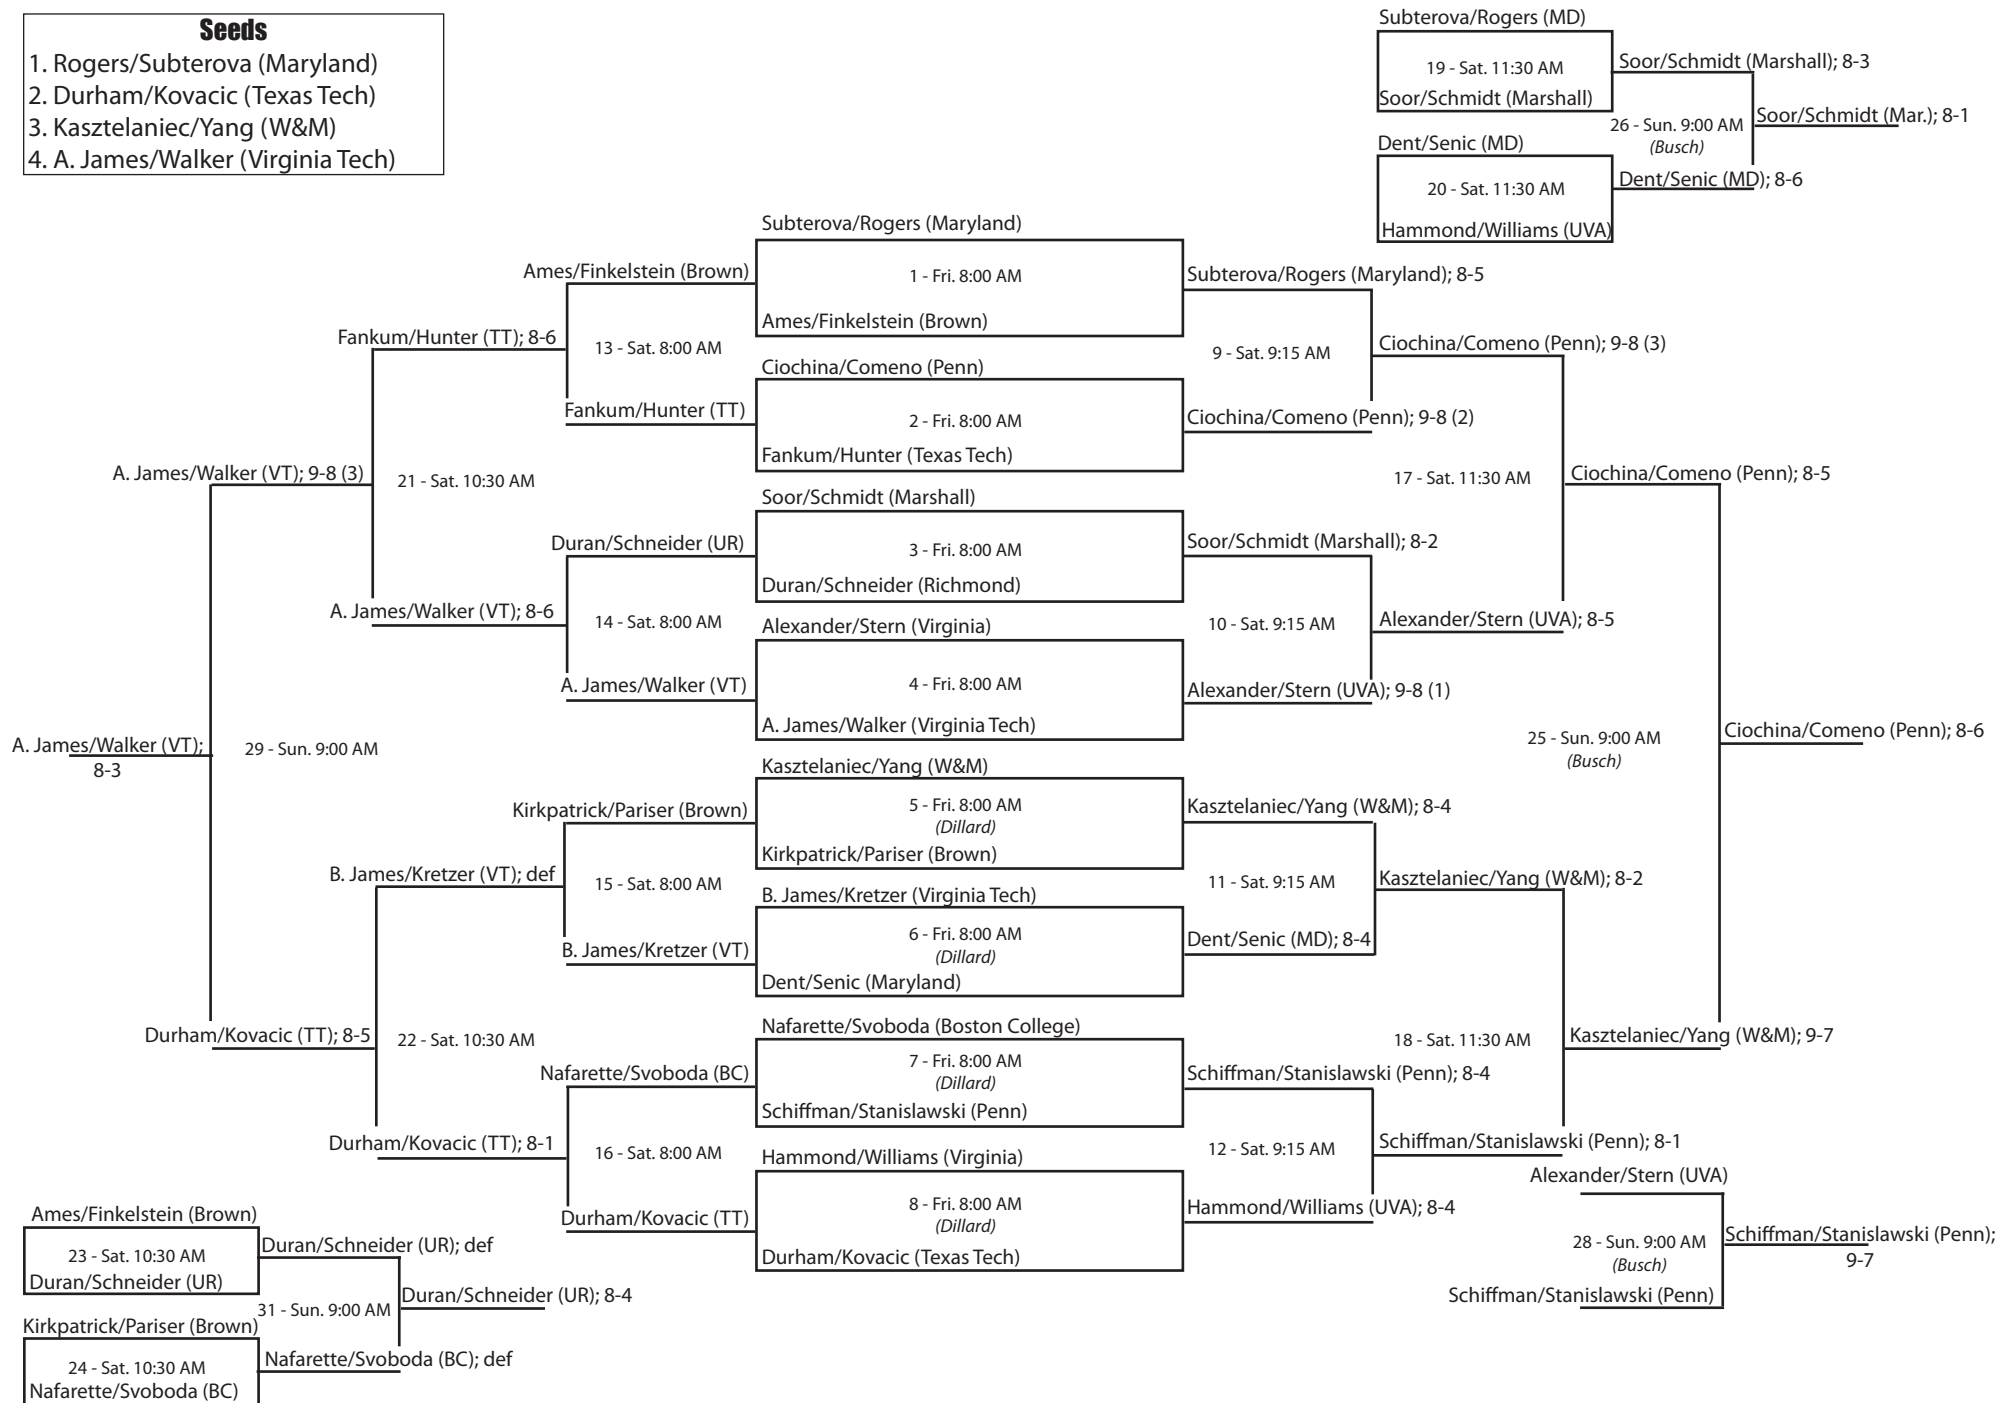 Seeds
1. Rogers/Subterova (Maryland)
2. Durham/Kovacic (Texas Tech)
3. Kasztelaniec/Yang (W&M)
4. A. James/Walker (Virginia Tech)
Subterova/Rogers (MD)
19 - Sat. 11:30 AM
Soor/Schmidt (Marshall)
Soor/Schmidt (Marshall); 8-3
26 - Sun. 9:00 AM
(Busch)
Soor/Schmidt (Mar.); 8-1
Dent/Senic (MD)
20 - Sat. 11:30 AM
Hammond/Williams (UVA)
Dent/Senic (MD); 8-6
Subterova/Rogers (Maryland)
1 - Fri. 8:00 AM
Ames/Finkelstein (Brown)
Ciochina/Comeno (Penn)
2 - Fri. 8:00 AM
Fankum/Hunter (Texas Tech)
Soor/Schmidt (Marshall)
3 - Fri. 8:00 AM
Duran/Schneider (Richmond)
Alexander/Stern (Virginia)
4 - Fri. 8:00 AM
A. James/Walker (Virginia Tech)
Kasztelaniec/Yang (W&M)
5 - Fri. 8:00 AM
(Dillard)
Kirkpatrick/Pariser (Brown)
B. James/Kretzer (Virginia Tech)
6 - Fri. 8:00 AM
(Dillard)
Dent/Senic (Maryland)
Nafarette/Svoboda (Boston College)
7 - Fri. 8:00 AM
(Dillard)
Schiffman/Stanislawski (Penn)
Hammond/Williams (Virginia)
8 - Fri. 8:00 AM
(Dillard)
Durham/Kovacic (Texas Tech)
Subterova/Rogers (Maryland); 8-5
9 - Sat. 9:15 AM
Ciochina/Comeno (Penn); 9-8 (2)
Soor/Schmidt (Marshall); 8-2
10 - Sat. 9:15 AM
Alexander/Stern (UVA); 9-8 (1)
Kasztelaniec/Yang (W&M); 8-4
11 - Sat. 9:15 AM
Dent/Senic (MD); 8-4
Schiffman/Stanislawski (Penn); 8-4
12 - Sat. 9:15 AM
Hammond/Williams (UVA); 8-4
Ciochina/Comeno (Penn); 9-8 (3)
17 - Sat. 11:30 AM
Alexander/Stern (UVA); 8-5
Kasztelaniec/Yang (W&M); 8-2
18 - Sat. 11:30 AM
Schiffman/Stanislawski (Penn); 8-1
Ciochina/Comeno (Penn); 8-5
25 - Sun. 9:00 AM
(Busch)
Kasztelaniec/Yang (W&M); 9-7
Ciochina/Comeno (Penn); 8-6
Alexander/Stern (UVA)
28 - Sun. 9:00 AM
(Busch)
Schiffman/Stanislawski (Penn)
Schiffman/Stanislawski (Penn);
9-7
Ames/Finkelstein (Brown)
13 - Sat. 8:00 AM
Fankum/Hunter (TT)
Duran/Schneider (UR)
14 - Sat. 8:00 AM
A. James/Walker (VT)
Kirkpatrick/Pariser (Brown)
15 - Sat. 8:00 AM
B. James/Kretzer (VT)
Nafarette/Svoboda (BC)
16 - Sat. 8:00 AM
Durham/Kovacic (TT)
Fankum/Hunter (TT); 8-6
21 - Sat. 10:30 AM
A. James/Walker (VT); 8-6
B. James/Kretzer (VT); def
22 - Sat. 10:30 AM
Durham/Kovacic (TT); 8-1
A. James/Walker (VT); 9-8 (3)
29 - Sun. 9:00 AM
Durham/Kovacic (TT); 8-5
A. James/Walker (VT);
8-3
Ames/Finkelstein (Brown)
23 - Sat. 10:30 AM
Duran/Schneider (UR)
Duran/Schneider (UR); def
31 - Sun. 9:00 AM
Duran/Schneider (UR); 8-4
Kirkpatrick/Pariser (Brown)
24 - Sat. 10:30 AM
Nafarette/Svoboda (BC)
Nafarette/Svoboda (BC); def